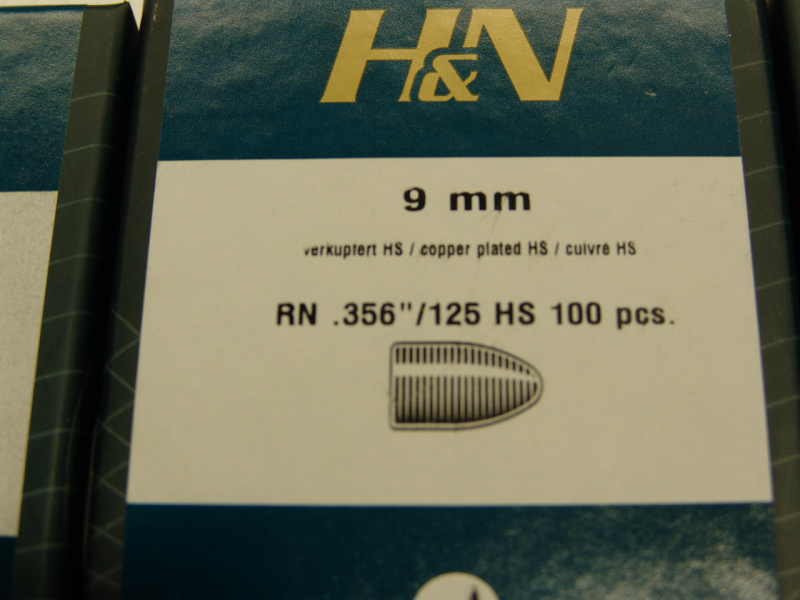 H&N
9 mm
verkupfert HS / copper plated HS / cuivré HS
RN .356"/125 HS 100 pcs.